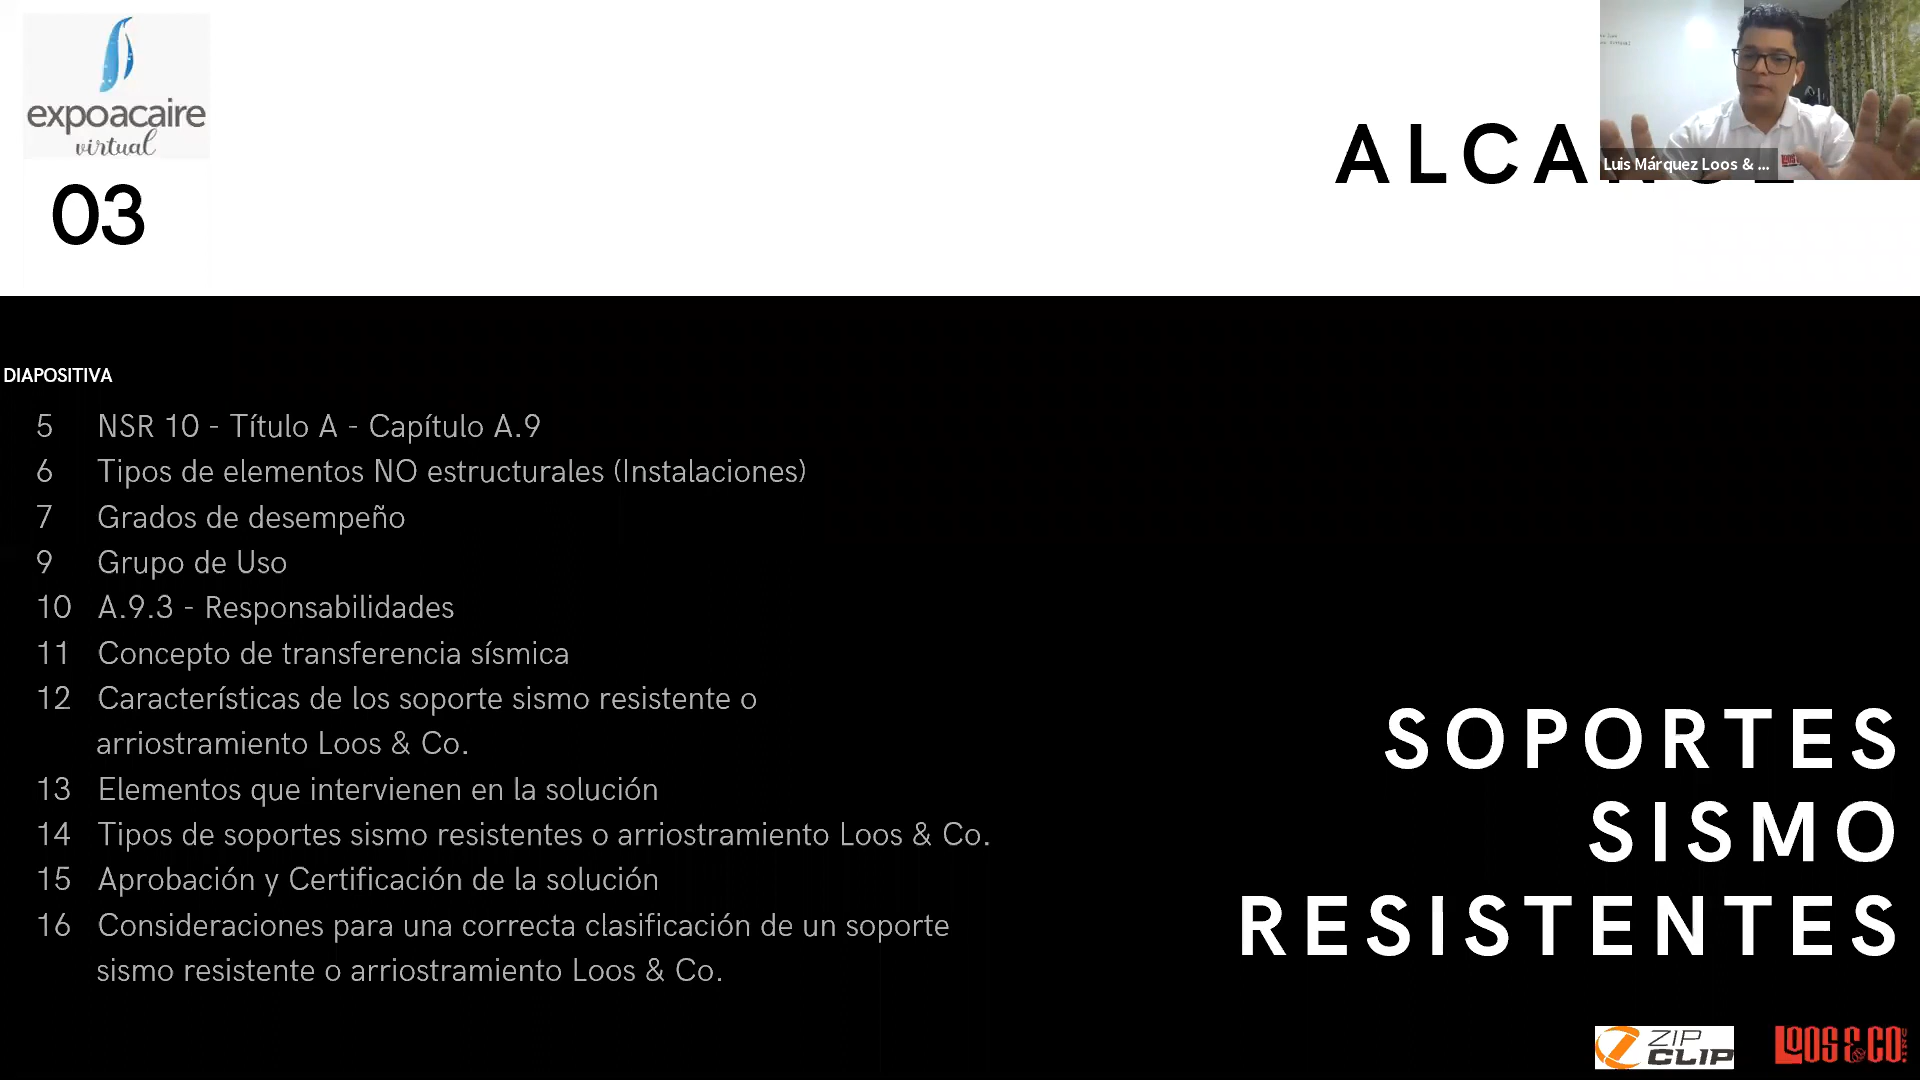 expoacaire
virtual
03
Luis Márquez Loos & ...
DIAPOSITIVA
5 NSR 10 - Título A - Capítulo A.9
6 Tipos de elementos NO estructurales (Instalaciones)
7 Grados de desempeño
9 Grupo de Uso
10 A.9.3 - Responsabilidades
11 Concepto de transferencia sísmica
12 Características de los soporte sismo resistente o
arriostramiento Loos & Co.
13 Elementos que intervienen en la solución
14 Tipos de soportes sismo resistentes o arriostramiento Loos & Co.
15 Aprobación y Certificación de la solución
16 Consideraciones para una correcta clasificación de un soporte
sismo resistente o arriostramiento Loos & Co.
SOPORTES
SISMO
RESISTENTES
ZIP
CLIP
LOOS & CO. INC